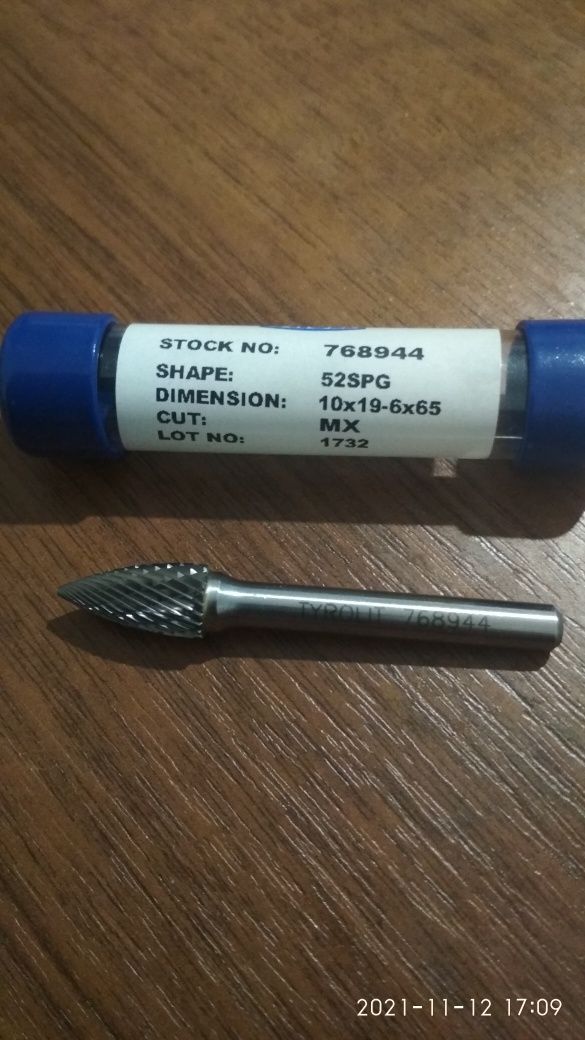 STOCK NO: 768944
SHAPE: 52SPG
DIMENSION: 10x19-6x65
CUT: MX
LOT NO: 1732
TYROLIT 768944
2021-11-12 17:09